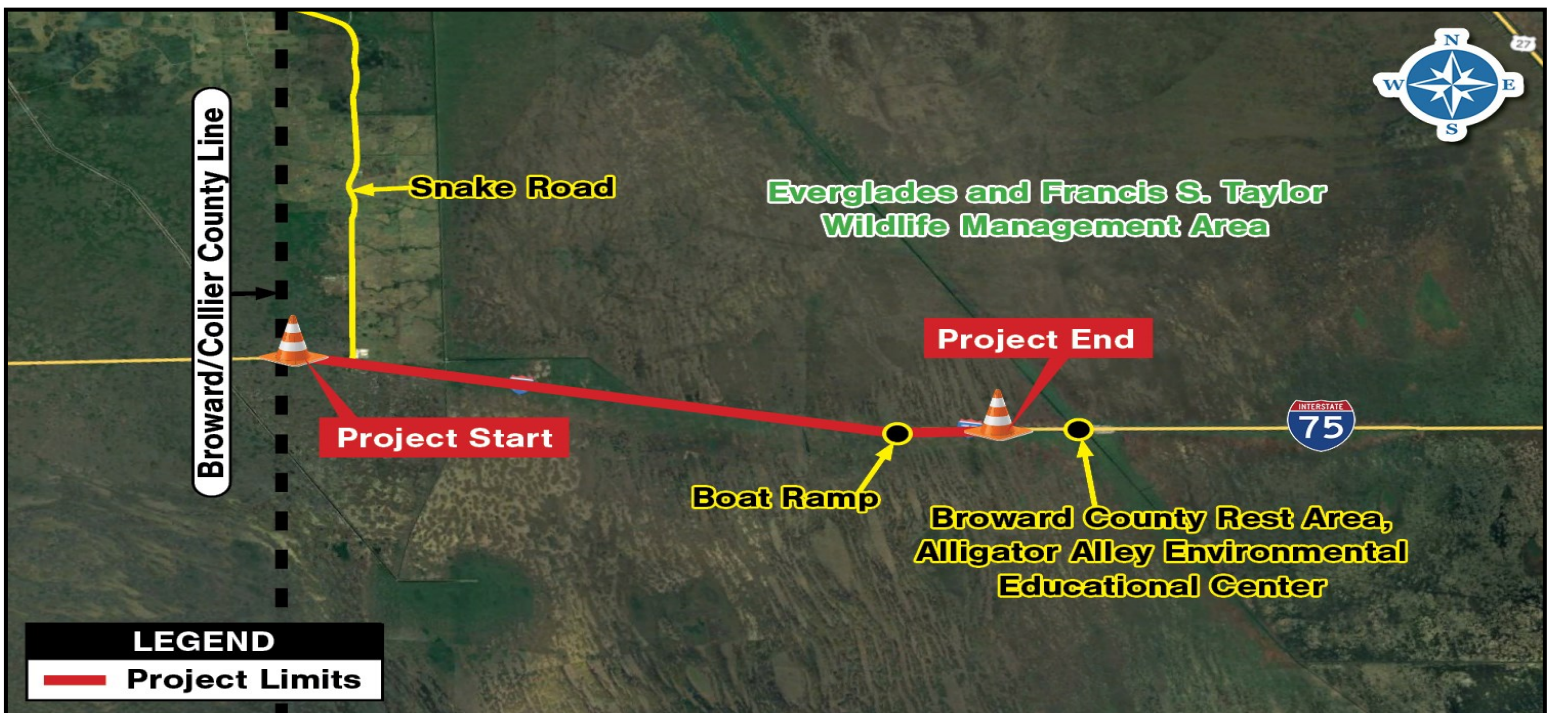 N
W
E
S
27
Broward/Collier County Line
Snake Road
Everglades and Francis S. Taylor
Wildlife Management Area
Project End
Project Start
INTERSTATE
75
Boat Ramp
Broward County Rest Area,
Alligator Alley Environmental
Educational Center
LEGEND
Project Limits